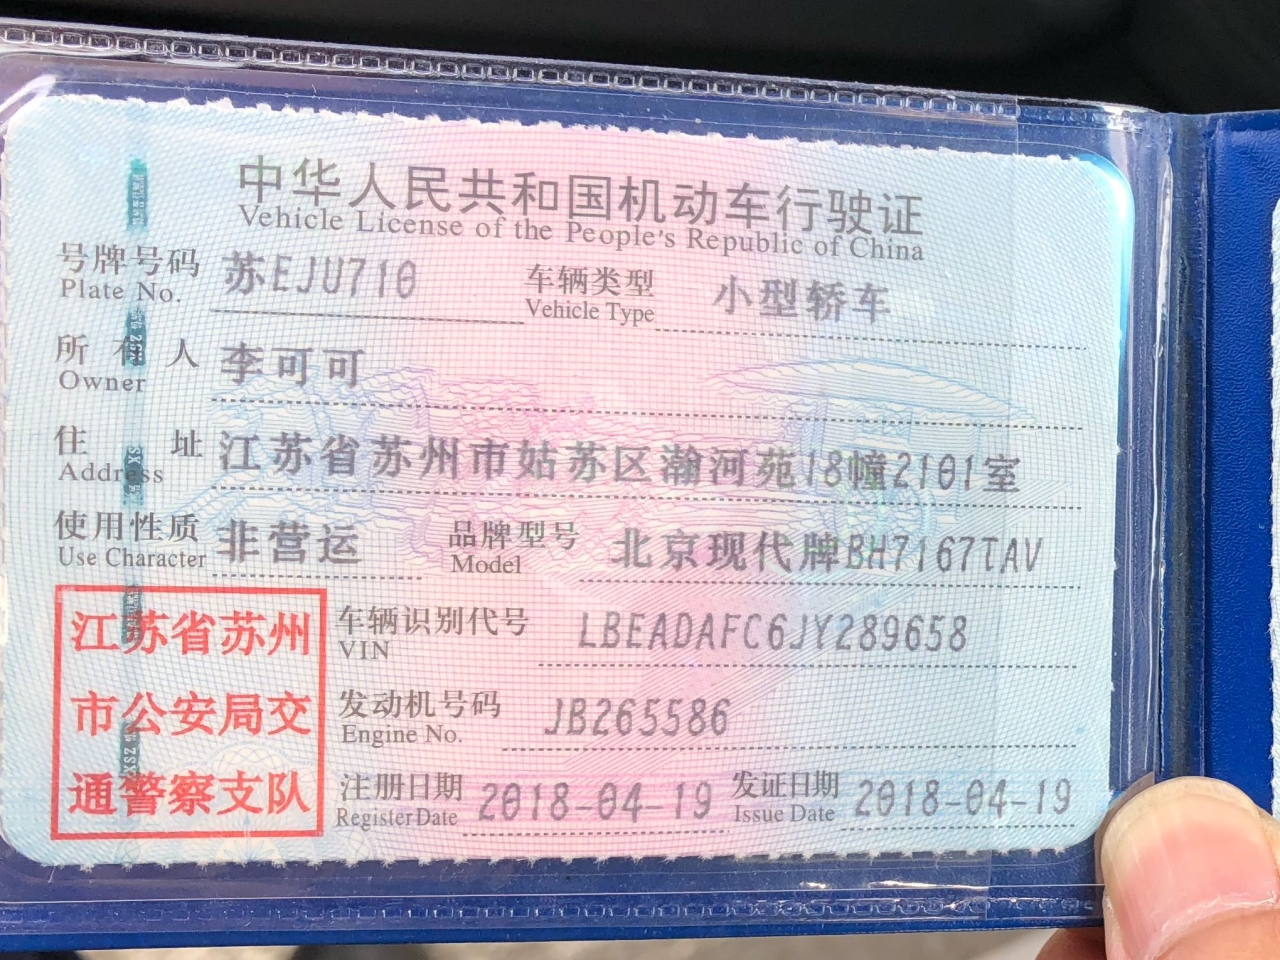 中华人民共和国机动车行驶证
Vehicle License of the People's Republic of China
号牌号码 苏EJU710 车辆类型 小型轿车
Plate No. Vehicle Type
所有人 李可可
Owner
住址 江苏省苏州市姑苏区瀚河苑18幢2101室
Address
使用性质 非营运 品牌型号 北京现代牌BH7167TAV
Use Character Model
江苏省苏州
市公安局交
通警察支队
车辆识别代号 LBEADAFC6JY289658
VIN
发动机号码 JB265586
Engine No.
注册日期 2018-04-19 发证日期 2018-04-19
Register Date Issue Date